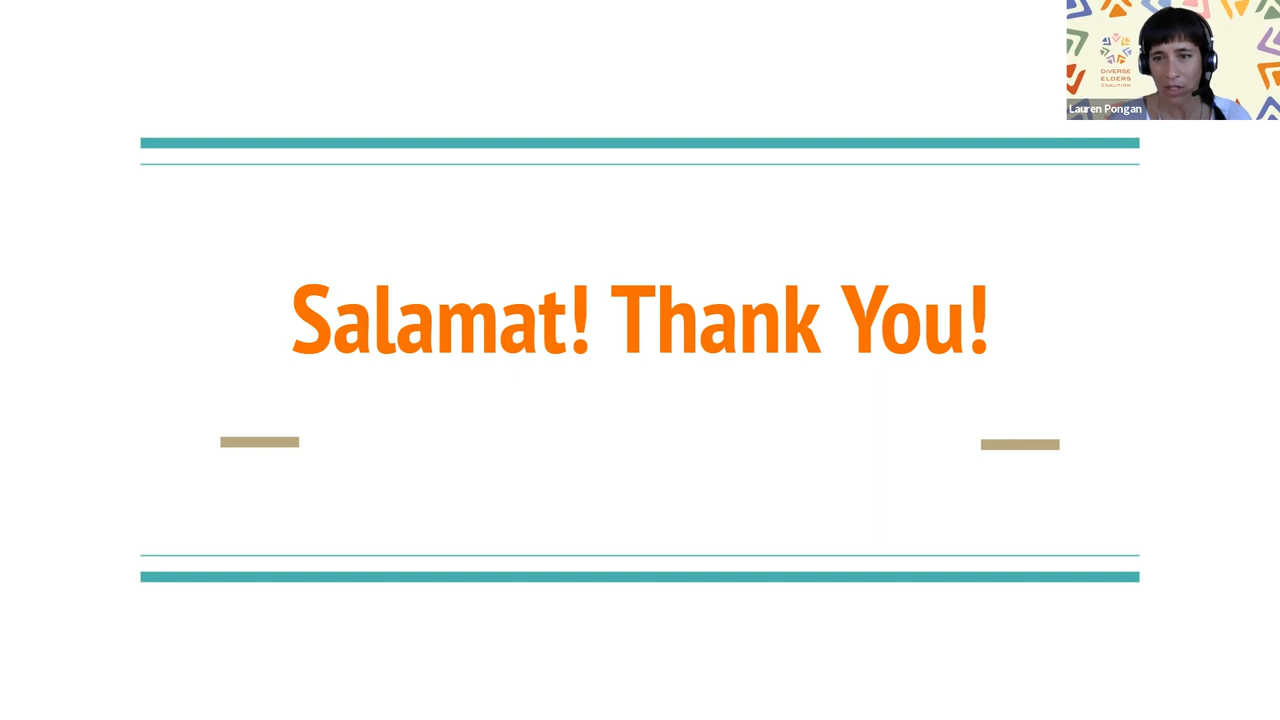 DIVERSE
ELDERS
COALITION
Lauren Pongan
Salamat! Thank You!